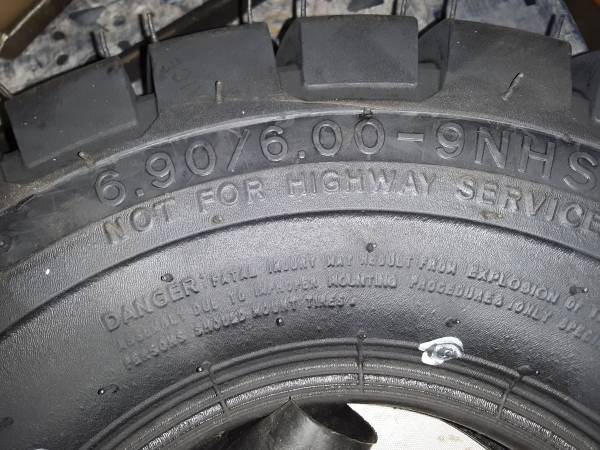 6.90/6.00-9NHS
NOT FOR HIGHWAY SERVICE
DANGER: FATAL INJURY MAY RESULT FROM EXPLOSION OF
DUE TO IMPROPER MOUNTING PROCEDURES.ONLY
PERSONS SHOULD MOUNT TIRES.